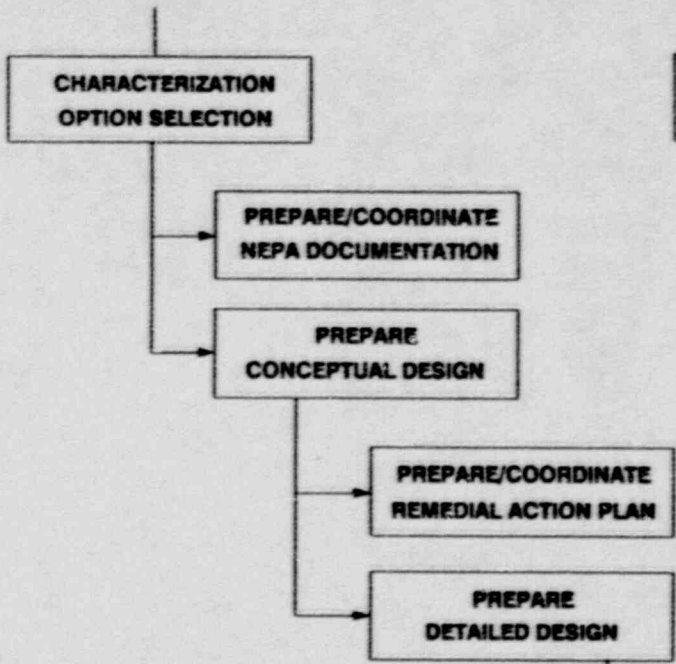 CHARACTERIZATION
OPTION SELECTION
PREPARE/COORDINATE
NEPA DOCUMENTATION
PREPARE
CONCEPTUAL DESIGN
PREPARE/COORDINATE
REMEDIAL ACTION PLAN
PREPARE
DETAILED DESIGN